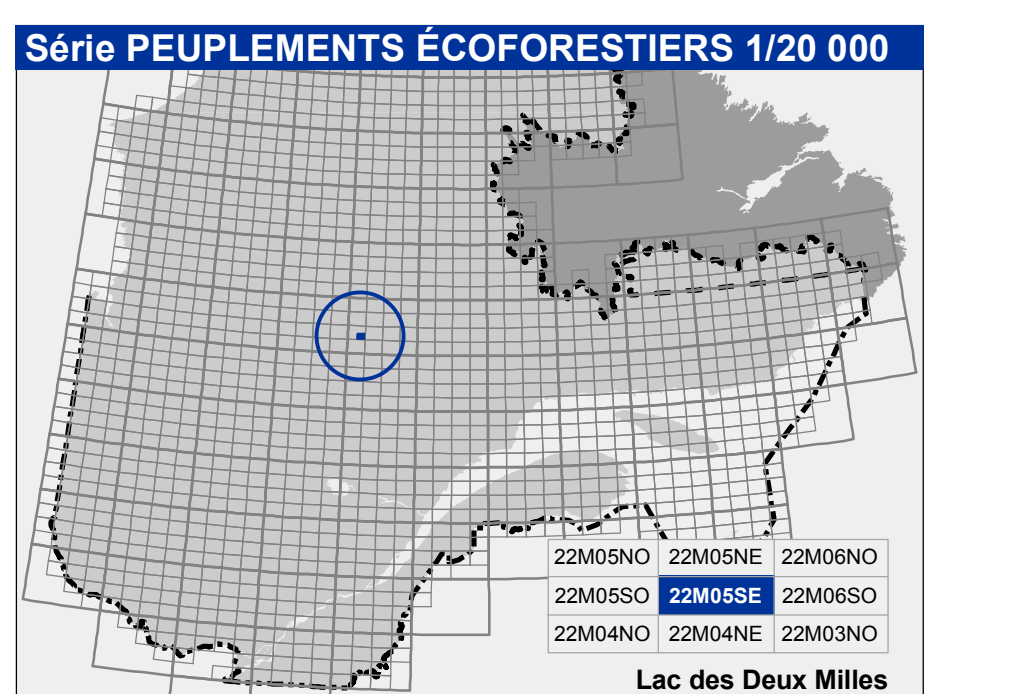 Série PEUPLEMENTS ÉCOFORESTIERS 1/20 000
22M05NO 22M05NE 22M06NO
22M05SO 22M05SE 22M06SO
22M04NO 22M04NE 22M03NO
Lac des Deux Milles